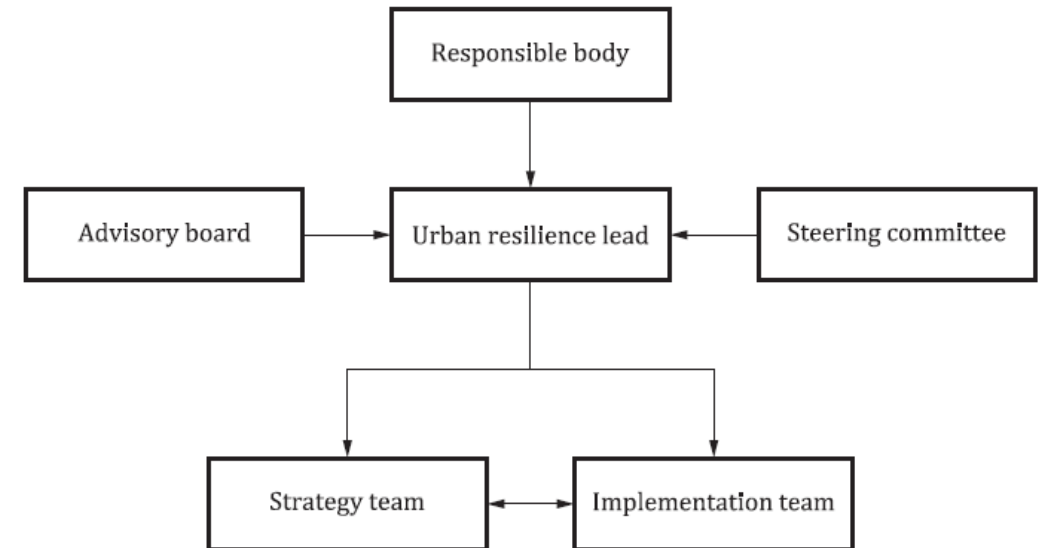 Responsible body
Advisory board
Urban resilience lead
Steering committee
Strategy team
Implementation team